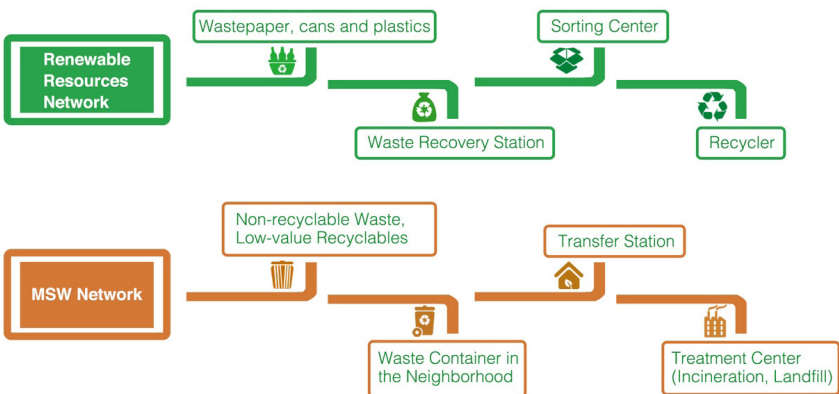 Wastepaper, cans and plastics
Sorting Center
Renewable
Resources
Network
Waste Recovery Station
Recycler
Non-recyclable Waste,
Low-value Recyclables
Transfer Station
MSW Network
Waste Container in
the Neighborhood
Treatment Center
(Incineration, Landfill)